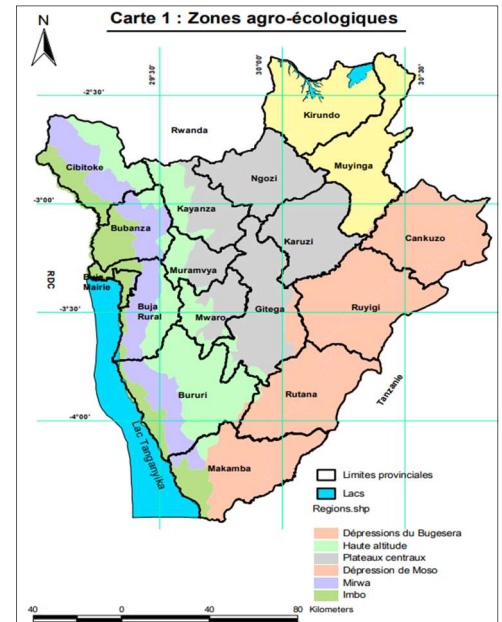 Carte 1 : Zones agro-écologiques
N
29°30'
30°00'
30°30'
-2°30'
Kirundo
Rwanda
Muyinga
Cibitoke
Ngozi
-3°00'
Kayanza
Bubanza
Karuzi
Cankuzo
Muramvya
RDC
Buja
Mairie
-3°30'
Buja
Rural
Mwaro
Gitega
Ruyigi
Bururi
Rutana
Tanzanie
-4°00'
Lac Tanganyika
Makamba
Limites provinciales
Lacs
Regions.shp
Dépressions du Bugesera
Haute altitude
Plateaux centraux
Dépression de Moso
Mirwa
Imbo
40 0 40 80 Kilometers